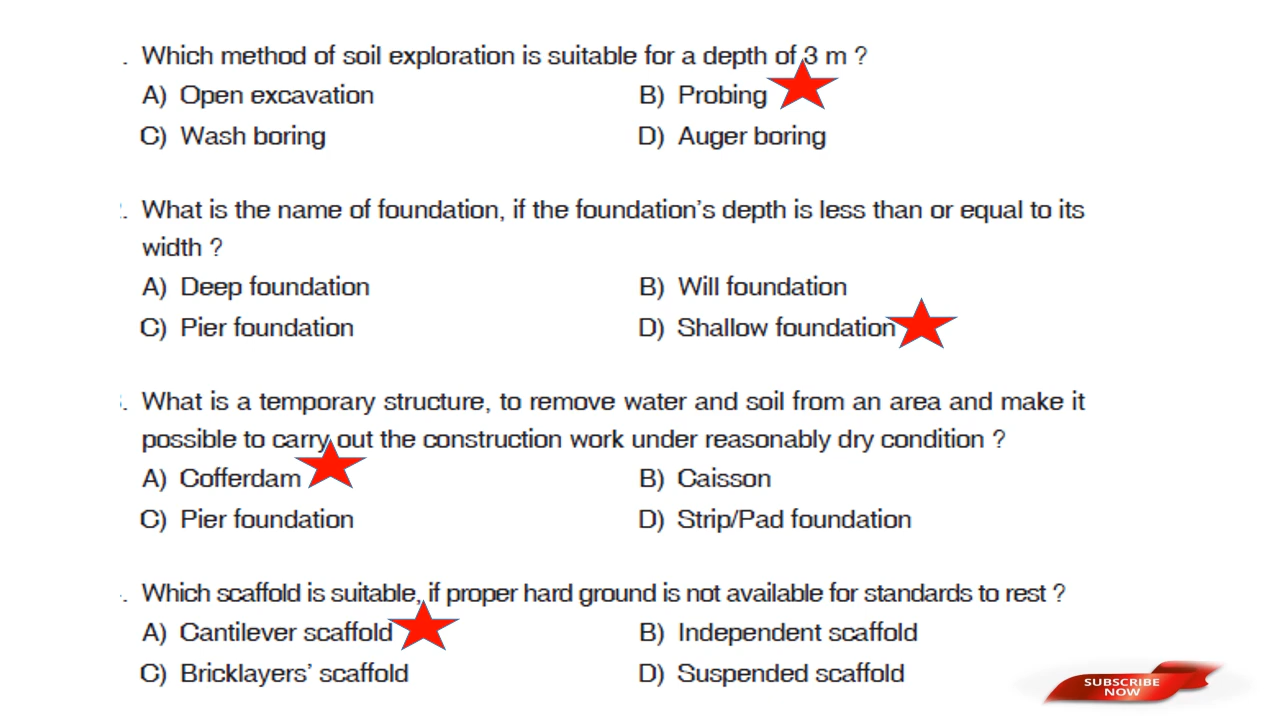 . Which method of soil exploration is suitable for a depth of 3 m ?
A) Open excavation B) Probing
C) Wash boring D) Auger boring
. What is the name of foundation, if the foundation's depth is less than or equal to its
width ?
A) Deep foundation B) Will foundation
C) Pier foundation D) Shallow foundation
. What is a temporary structure, to remove water and soil from an area and make it
possible to carry out the construction work under reasonably dry condition ?
A) Cofferdam B) Caisson
C) Pier foundation D) Strip/Pad foundation
. Which scaffold is suitable, if proper hard ground is not available for standards to rest ?
A) Cantilever scaffold B) Independent scaffold
C) Bricklayers' scaffold D) Suspended scaffold
SUBSCRIBE
NOW